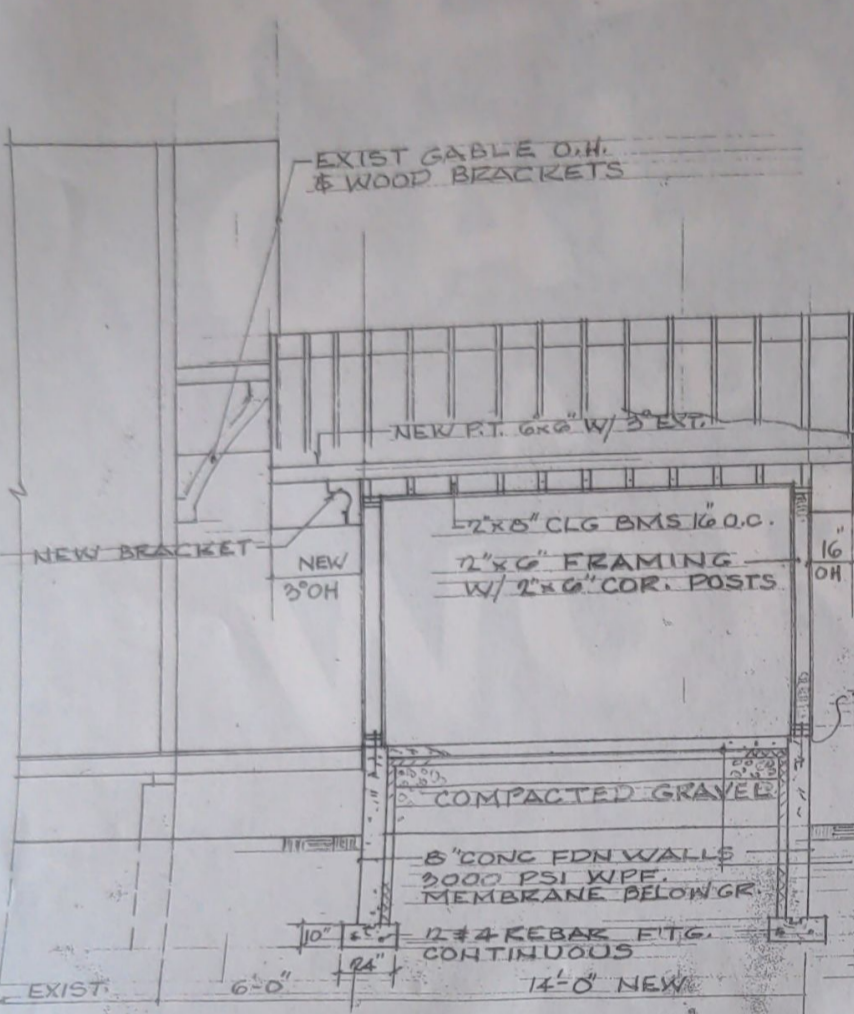 EXIST GABLE O.H.
& WOOD BRACKETS
NEW P.T. 6x6" W/ 3° EXT.
2"x8" CLG BMS 16" O.C.
NEW BRACKET
NEW
3° OH
2"x6" FRAMING
W/ 2"x6" COR. POSTS
16"
OH
COMPACTED GRAVEL
8" CONC FDN WALLS
3000 PSI WPF.
MEMBRANE BELOW GR.
10"
2 #4 REBAR F'TG.
CONTINUOUS
24"
EXIST.
6'-0"
14'-0" NEW